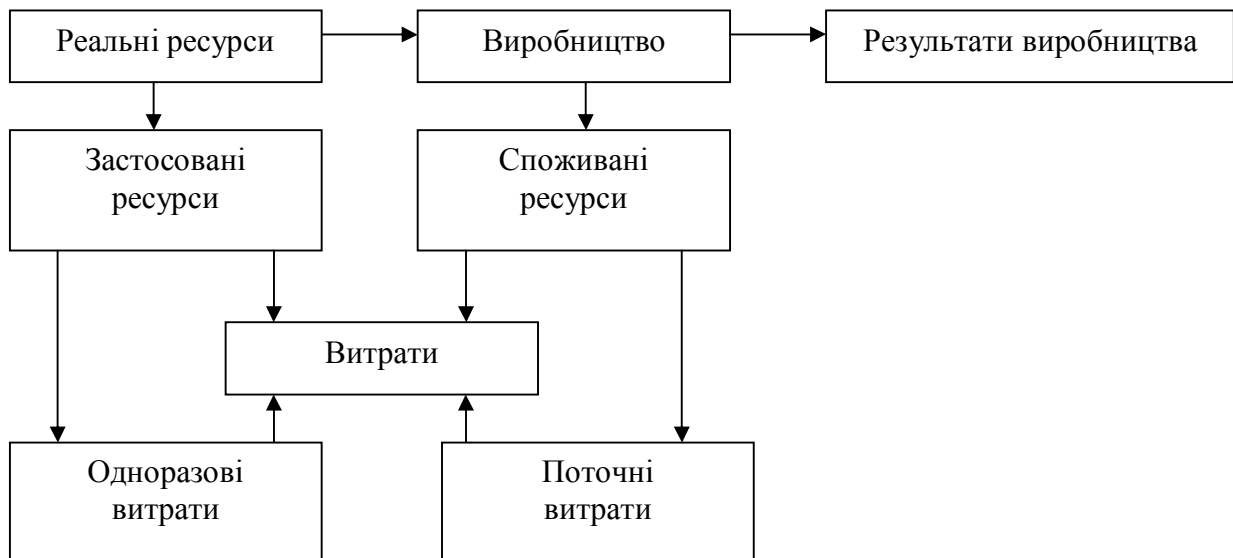 Реальні ресурси
Виробництво
Результати виробництва
Застосовані
ресурси
Споживані
ресурси
Витрати
Одноразові
витрати
Поточні
витрати